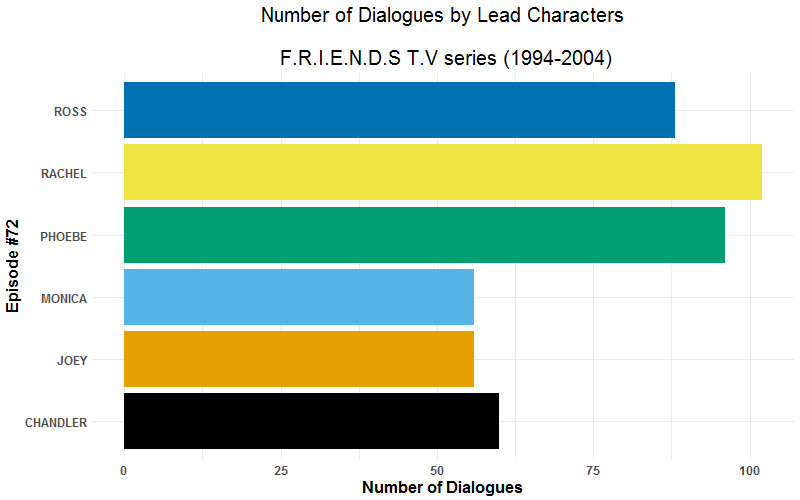 Number of Dialogues by Lead Characters
F.R.I.E.N.D.S T.V series (1994-2004)
Episode #72
ROSS
RACHEL
PHOEBE
MONICA
JOEY
CHANDLER
0 25 50 75 100
Number of Dialogues